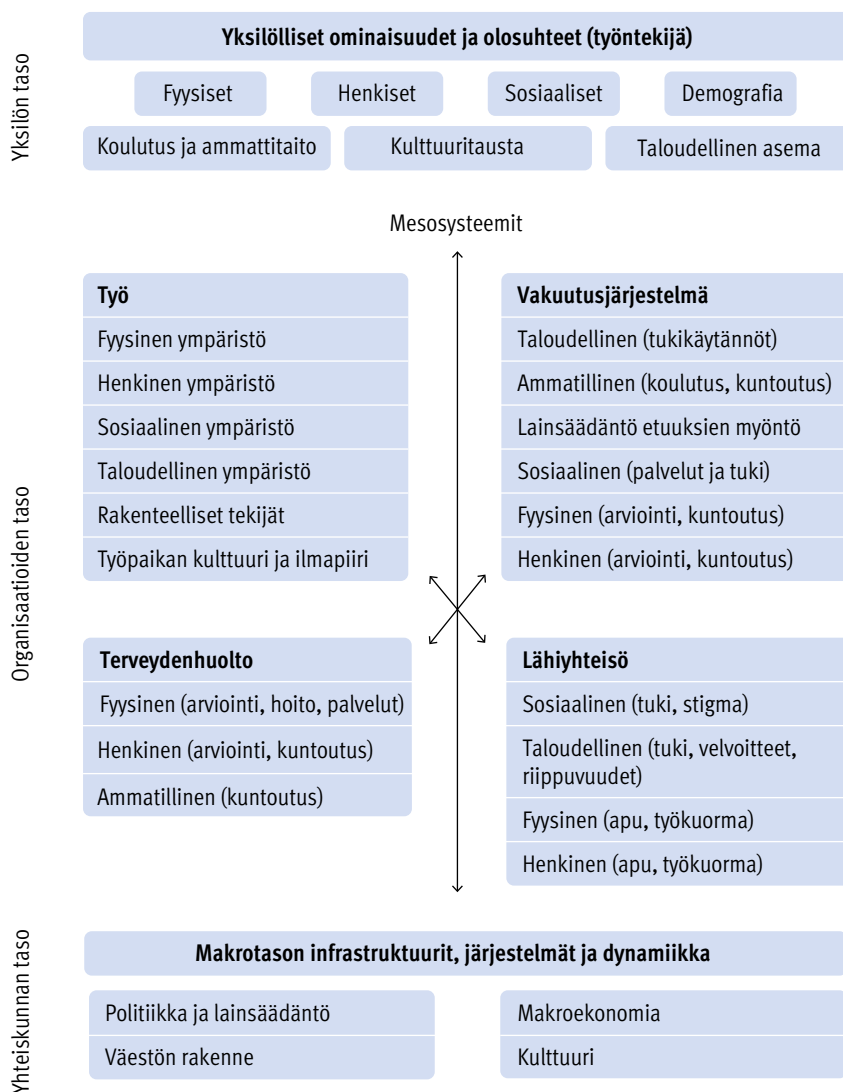 Yksilön taso
Yksilölliset ominaisuudet ja olosuhteet (työntekijä)
Fyysiset
Henkiset
Sosiaaliset
Demografia
Koulutus ja ammattitaito
Kulttuuritausta
Taloudellinen asema
Organisaatioiden taso
Mesosysteemit
Työ
Fyysinen ympäristö
Henkinen ympäristö
Sosiaalinen ympäristö
Taloudellinen ympäristö
Rakenteelliset tekijät
Työpaikan kulttuuri ja ilmapiiri
Vakuutusjärjestelmä
Taloudellinen (tukikäytännöt)
Ammatillinen (koulutus, kuntoutus)
Lainsäädäntö etuuksien myöntö
Sosiaalinen (palvelut ja tuki)
Fyysinen (arviointi, kuntoutus)
Henkinen (arviointi, kuntoutus)
Terveydenhuolto
Fyysinen (arviointi, hoito, palvelut)
Henkinen (arviointi, kuntoutus)
Ammatillinen (kuntoutus)
Lähiyhteisö
Sosiaalinen (tuki, stigma)
Taloudellinen (tuki, velvoitteet,
riippuvuudet)
Fyysinen (apu, työkuorma)
Henkinen (apu, työkuorma)
Yhteiskunnan taso
Makrotason infrastruktuurit, järjestelmät ja dynamiikka
Politiikka ja lainsäädäntö
Väestön rakenne
Makroekonomia
Kulttuuri